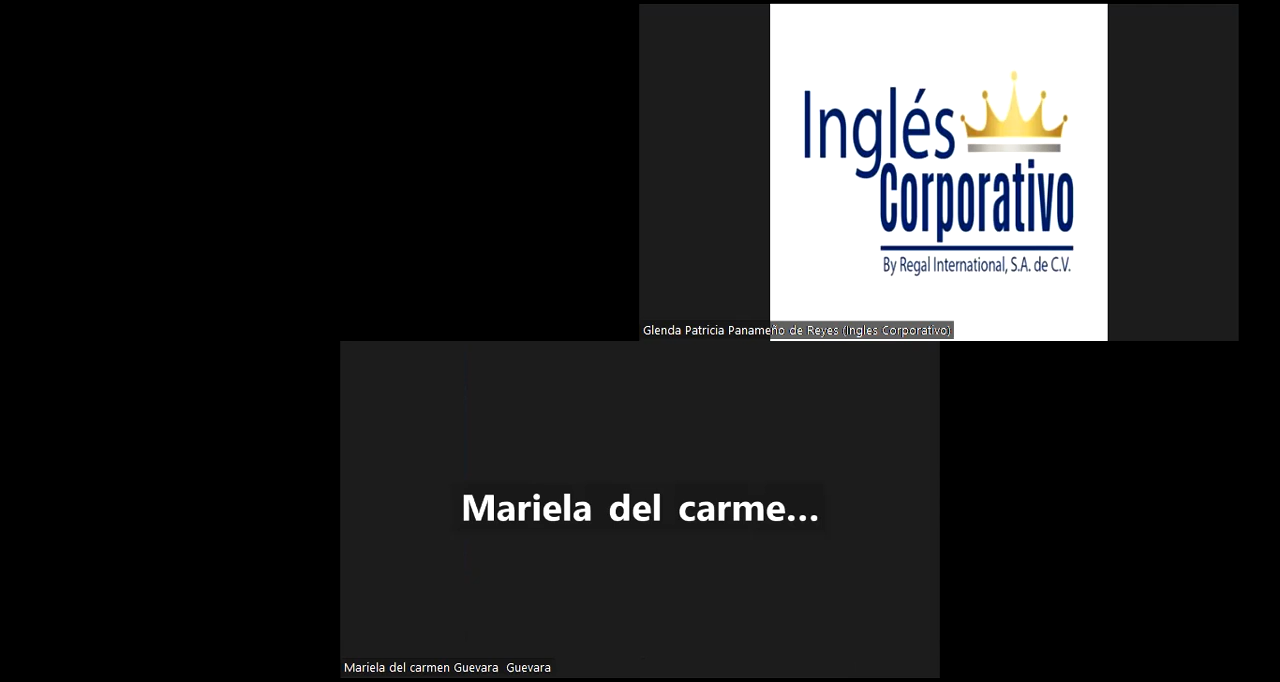 Inglés
Corporativo
By Regal International, S.A. de C.V.
Glenda Patricia Panameño de Reyes (Ingles Corporativo)
Mariela del carme...
Mariela del carmen Guevara Guevara